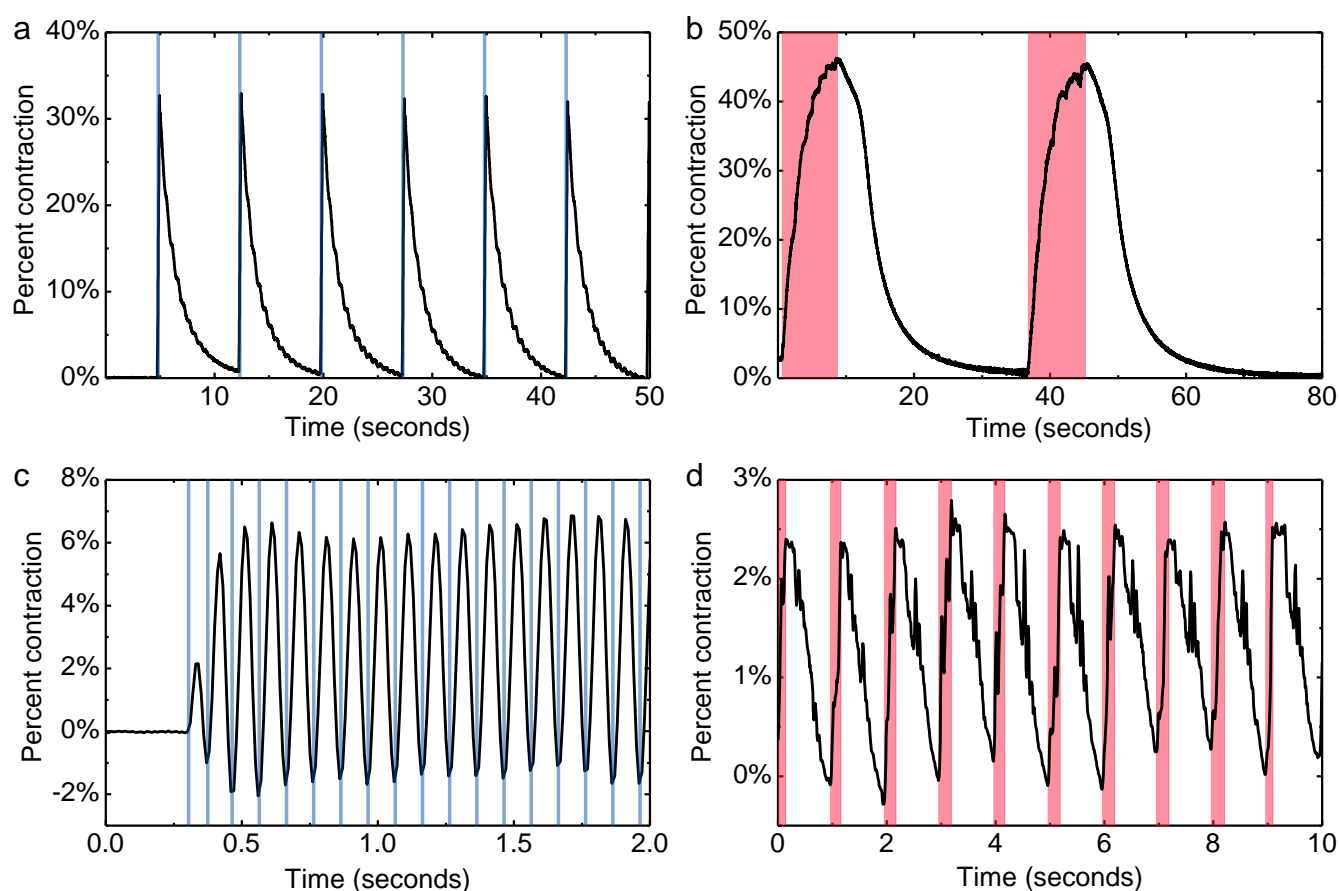 a
40%
30%
20%
10%
0%
Percent contraction
10 20 30 40 50
Time (seconds)
b
50%
40%
30%
20%
10%
0%
Percent contraction
20 40 60 80
Time (seconds)
c
8%
6%
4%
2%
0%
-2%
Percent contraction
0.0 0.5 1.0 1.5 2.0
Time (seconds)
d
3%
2%
1%
0%
Percent contraction
0 2 4 6 8 10
Time (seconds)